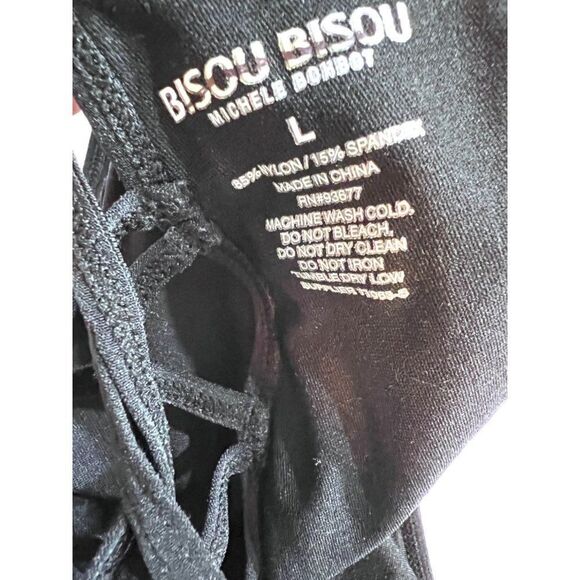 BISOU BISOU
MICHELE BOHBOT
L
85% NYLON / 15% SPANDEX
MADE IN CHINA
RN#93677
MACHINE WASH COLD,
DO NOT BLEACH,
DO NOT DRY CLEAN
DO NOT IRON
TUMBLE DRY LOW
SUPPLIER